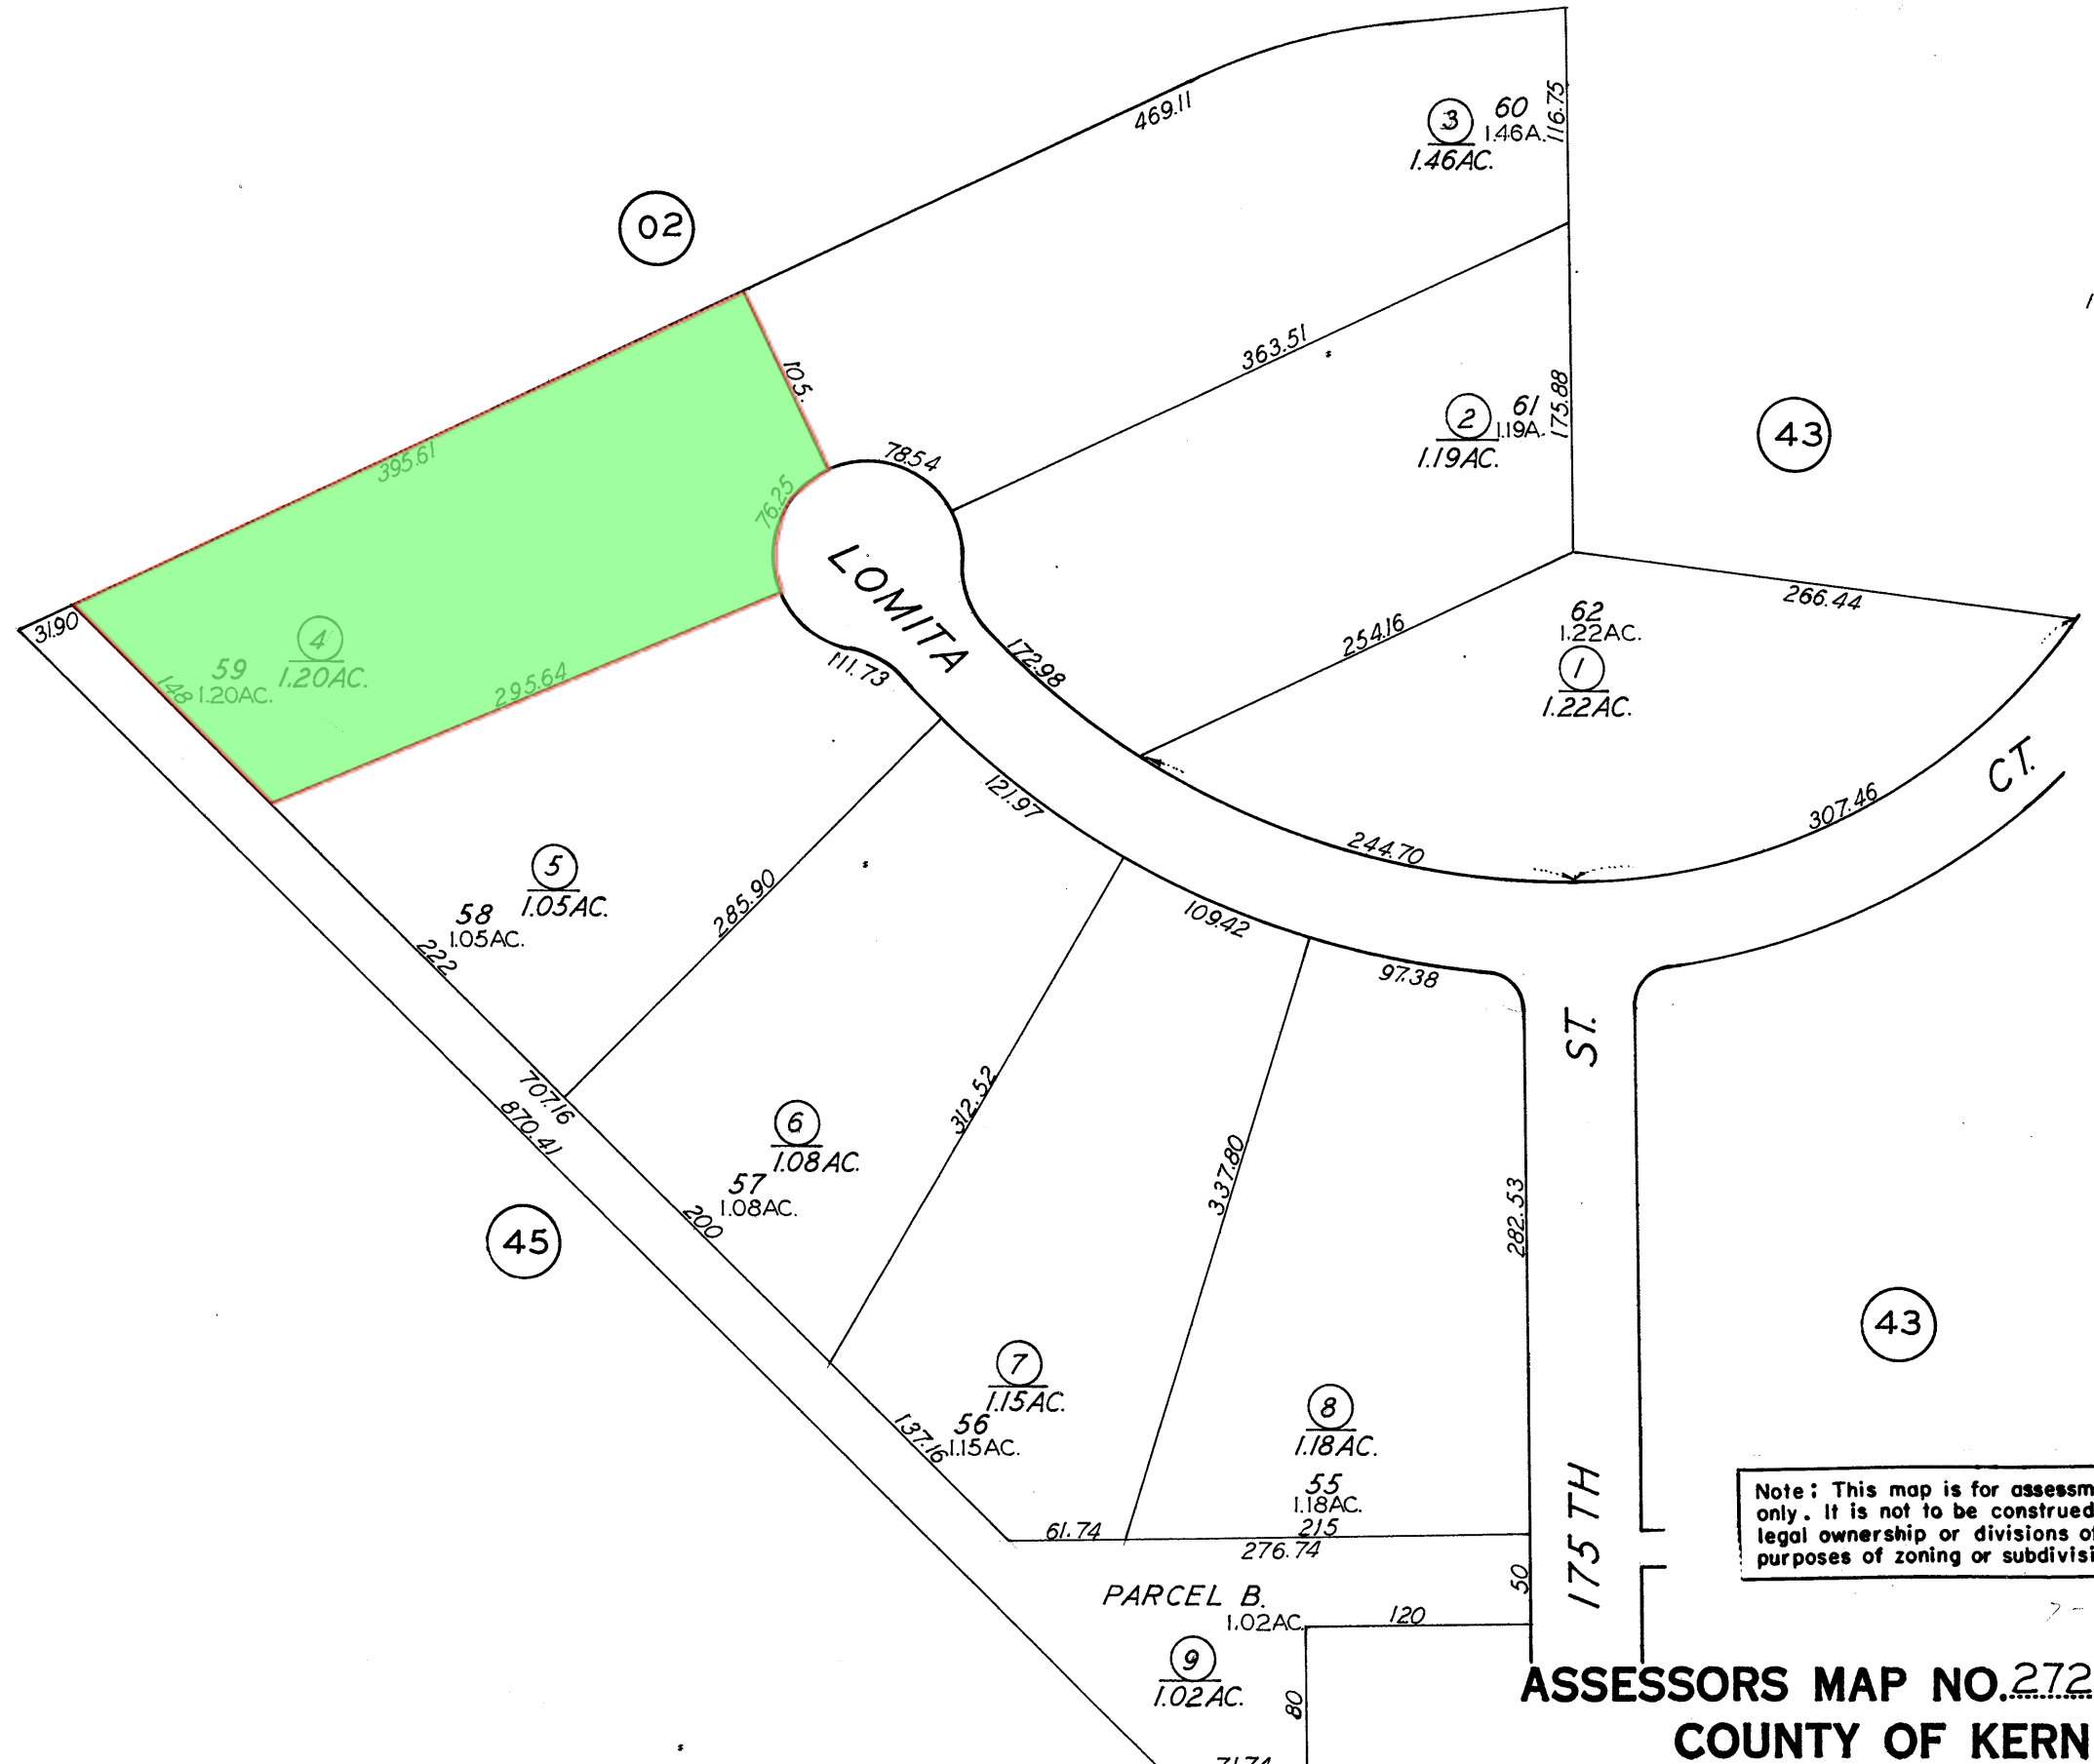 469.11
3
60
1.46A.
1.46AC.
116.75
02
363.51
105.
2
61
1.19A.
1.19AC.
175.88
43
395.61
78.54
76.25
LOMITA
31.90
59
1.20AC.
4
1.20AC.
148
295.64
111.73
172.98
254.16
62
1.22AC.
1
1.22AC.
266.44
CT.
307.46
244.70
121.97
109.42
97.38
5
1.05AC.
58
1.05AC.
222
285.90
ST.
707.16
870.41
6
1.08AC.
57
1.08AC.
200
312.52
337.80
282.53
45
43
7
1.15AC.
56
1.15AC.
137.16
8
1.18AC.
55
1.18AC.
61.74
215
276.74
175 TH
50
PARCEL B.
1.02AC.
120
9
1.02AC.
80
Note: This map is for assessm
only. It is not to be construed
legal ownership or divisions of
purposes of zoning or subdivisi
ASSESSORS MAP NO. 272
COUNTY OF KERN